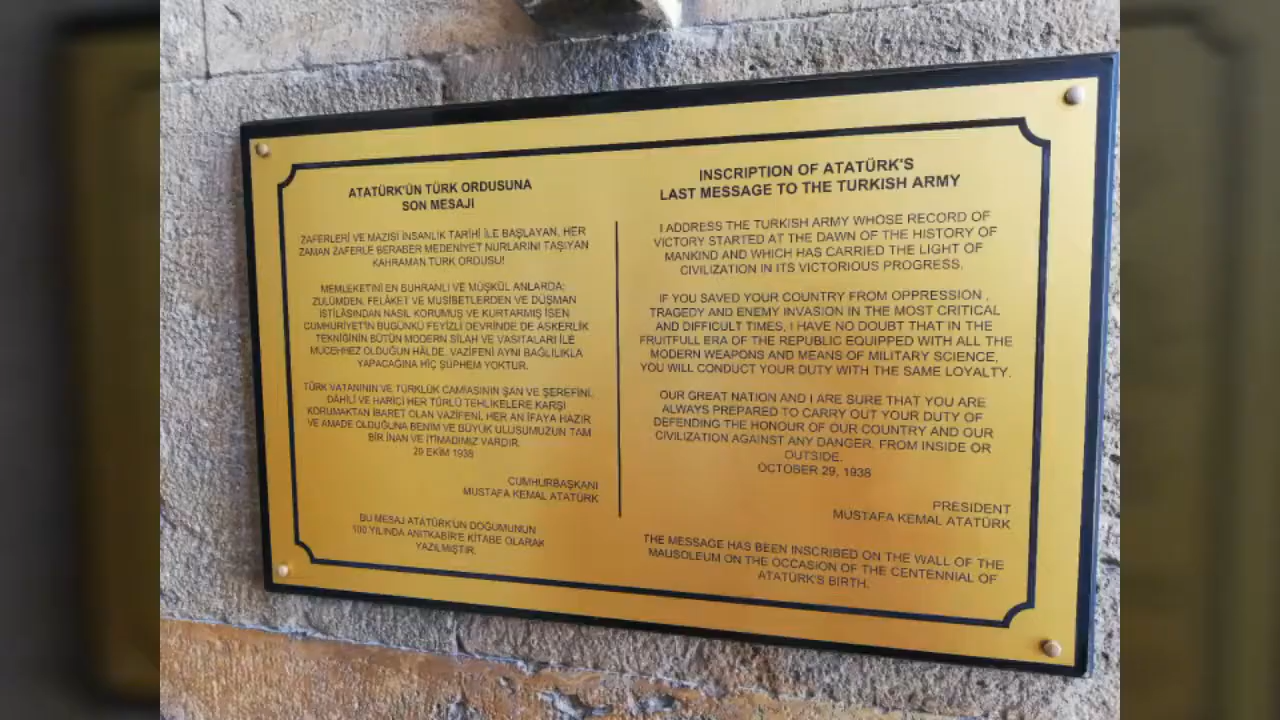 ATATÜRK'ÜN TÜRK ORDUSUNA
SON MESAJI
ZAFERLERİ VE MAZİSİ İNSANLIK TARİHİ İLE BAŞLAYAN, HER
ZAMAN ZAFERLE BERABER MEDENİYET NURLARINI TAŞIYAN
KAHRAMAN TÜRK ORDUSU!
MEMLEKETİNİ EN BUHRANLI VE MÜŞKÜL ANLARDA;
ZULÜMDEN, FELÂKET VE MUSİBETLERDEN VE DÜŞMAN
İSTİLÂSINDAN NASIL KORUMUŞ VE KURTARMIŞ İSEN
CUMHURİYETİN BUGÜNKÜ FEYİZLİ DEVRİNDE DE ASKERLİK
TEKNİĞİNİN BÜTÜN MODERN SİLAH VE VASITALARI İLE
MÜCEHHEZ OLDUĞUN HÂLDE, VAZİFENİ AYNI BAĞLILIKLA
YAPACAĞINA HİÇ ŞÜPHEM YOKTUR.
TÜRK VATANININ VE TÜRKLÜK CAMİASININ ŞAN VE ŞEREFİNİ,
DÂHİLÎ VE HARİCİ HER TÜRLÜ TEHLİKELERE KARŞI
KORUMAKTAN İBARET OLAN VAZİFENİ, HER AN İFAYA HAZIR
VE AMADE OLDUĞUNA BENİM VE BÜYÜK ULUSUMUZUN TAM
BİR İNAN VE İTİMADIMIZ VARDIR.
29 EKİM 1938
CUMHURBAŞKANI
MUSTAFA KEMAL ATATÜRK
BU MESAJ ATATÜRK'ÜN DOĞUMUNUN
100.YILINDA ANITKABİR'E KİTABE OLARAK
YAZILMIŞTIR.
INSCRIPTION OF ATATÜRK'S
LAST MESSAGE TO THE TURKISH ARMY
I ADDRESS THE TURKISH ARMY WHOSE RECORD OF
VICTORY STARTED AT THE DAWN OF THE HISTORY OF
MANKIND AND WHICH HAS CARRIED THE LIGHT OF
CIVILIZATION IN ITS VICTORIOUS PROGRESS.
IF YOU SAVED YOUR COUNTRY FROM OPPRESSION ,
TRAGEDY AND ENEMY INVASION IN THE MOST CRITICAL
AND DIFFICULT TIMES, I HAVE NO DOUBT THAT IN THE
FRUITFULL ERA OF THE REPUBLIC EQUIPPED WITH ALL THE
MODERN WEAPONS AND MEANS OF MILITARY SCIENCE,
YOU WILL CONDUCT YOUR DUTY WITH THE SAME LOYALTY.
OUR GREAT NATION AND I ARE SURE THAT YOU ARE
ALWAYS PREPARED TO CARRY OUT YOUR DUTY OF
DEFENDING THE HONOUR OF OUR COUNTRY AND OUR
CIVILIZATION AGAINST ANY DANGER, FROM INSIDE OR
OUTSIDE.
OCTOBER 29, 1938
PRESIDENT
MUSTAFA KEMAL ATATÜRK
THE MESSAGE HAS BEEN INSCRIBED ON THE WALL OF THE
MAUSOLEUM ON THE OCCASION OF THE CENTENNIAL OF
ATATÜRK'S BIRTH.